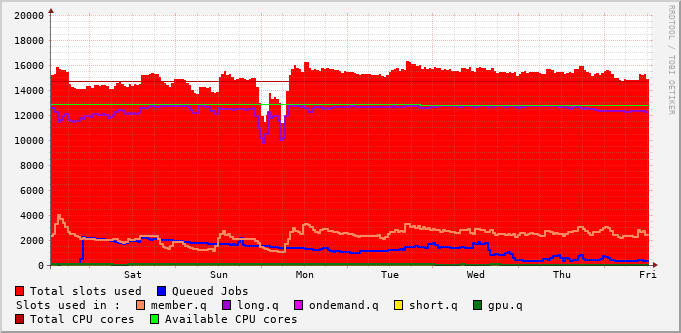 20000
18000
16000
14000
12000
10000
8000
6000
4000
2000
0
Sat Sun Mon Tue Wed Thu Fri
Total slots used Queued Jobs
Slots used in : member.q long.q ondemand.q short.q gpu.q
Total CPU cores Available CPU cores
RRDTOOL / TOBI OETIKER